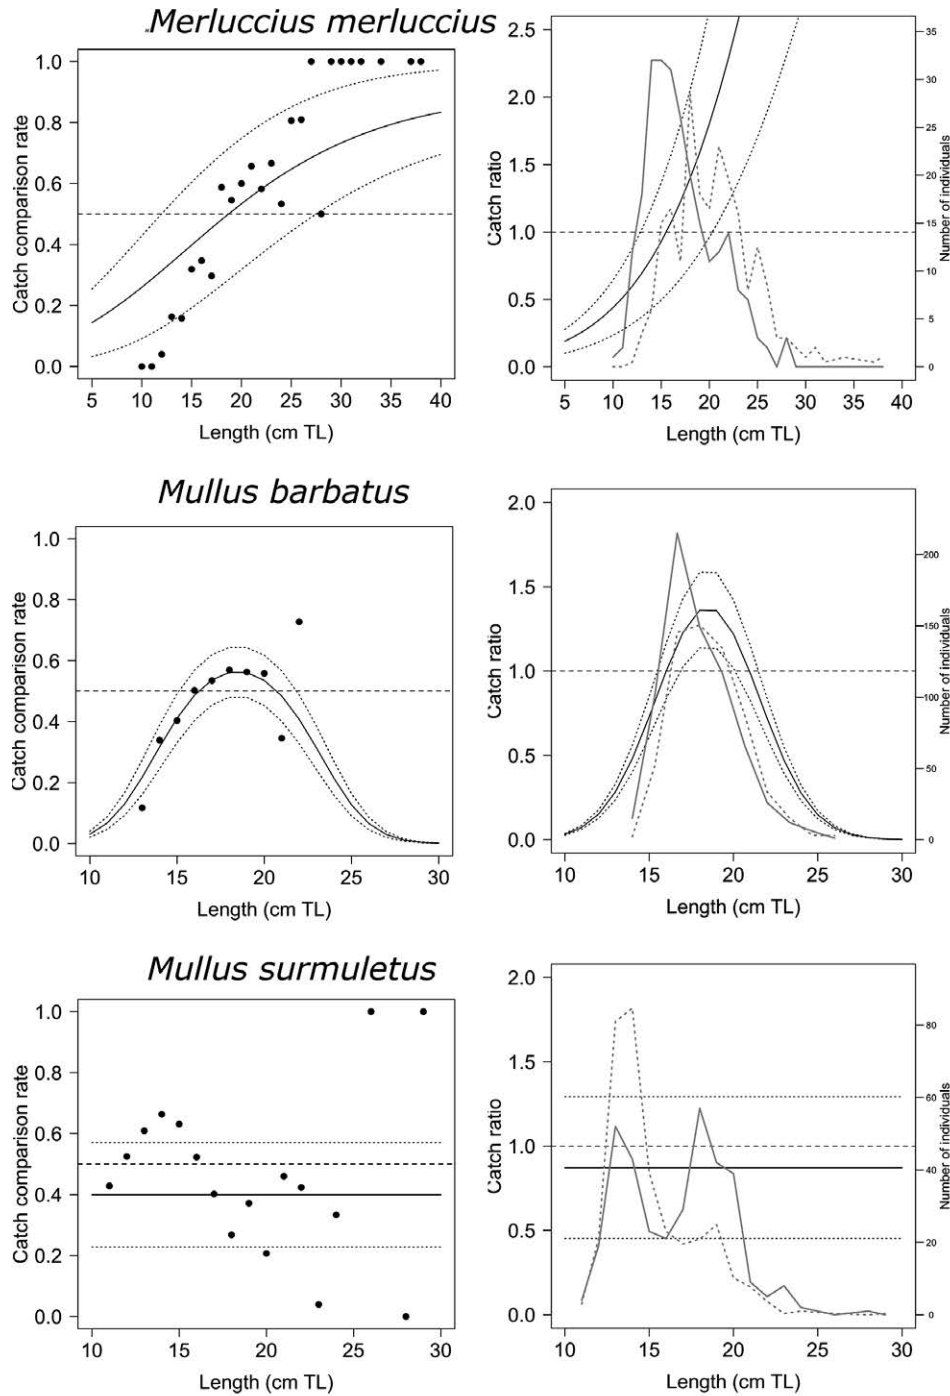 Merluccius merluccius
1.0
0.8
0.6
0.4
0.2
0.0
Catch comparison rate
5 10 15 20 25 30 35 40
Length (cm TL)
2.5
2.0
1.5
1.0
0.5
0.0
Catch ratio
35
30
25
20
15
10
5
0
Number of individuals
5 10 15 20 25 30 35 40
Length (cm TL)
Mullus barbatus
1.0
0.8
0.6
0.4
0.2
0.0
Catch comparison rate
10 15 20 25 30
Length (cm TL)
2.0
1.5
1.0
0.5
0.0
Catch ratio
200
150
100
50
0
Number of individuals
10 15 20 25 30
Length (cm TL)
Mullus surmuletus
1.0
0.8
0.6
0.4
0.2
0.0
Catch comparison rate
10 15 20 25 30
Length (cm TL)
2.0
1.5
1.0
0.5
0.0
Catch ratio
80
60
40
20
0
Number of individuals
10 15 20 25 30
Length (cm TL)